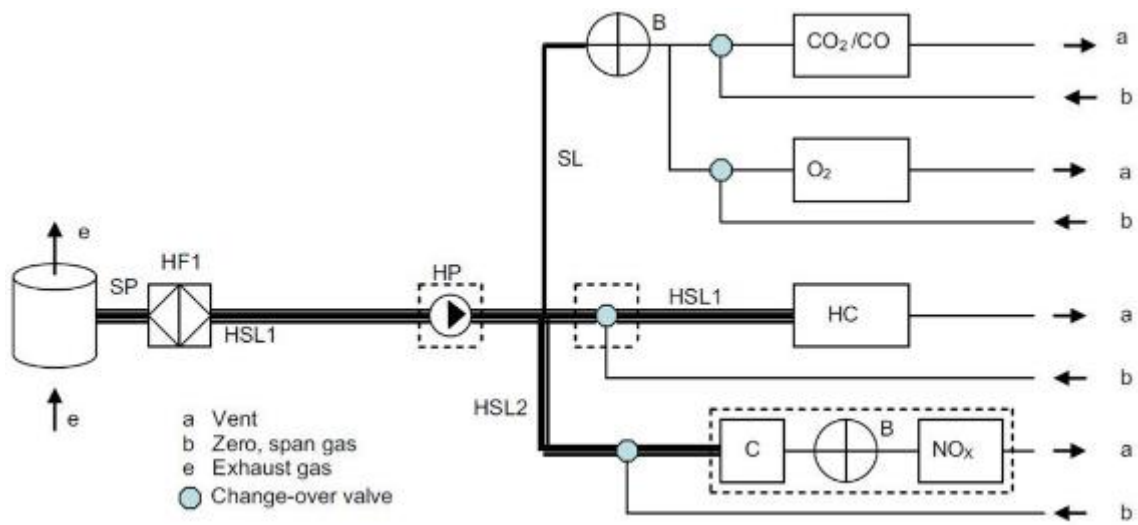 B
CO₂/CO
a
b
SL
O₂
a
b
e
SP
HF1
HP
HSL1
HSL1
HC
a
b
e
a Vent
b Zero, span gas
e Exhaust gas
Change-over valve
HSL2
C
B
NOₓ
a
b